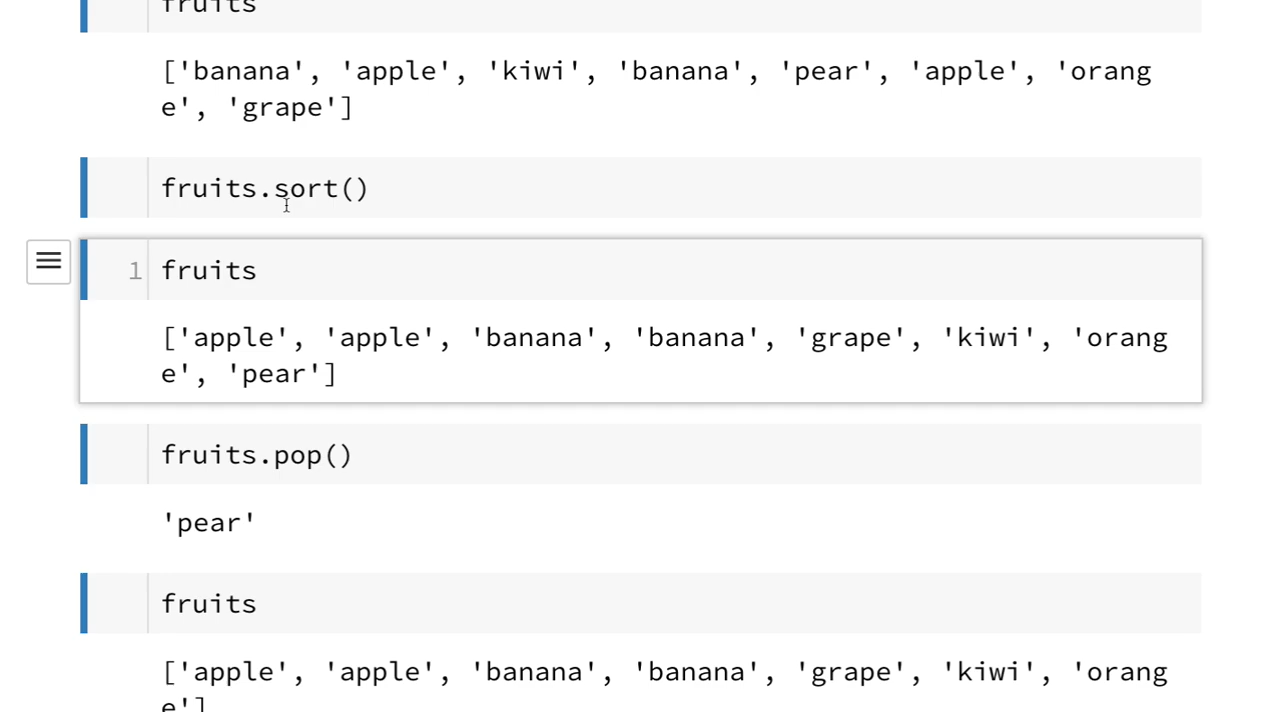 fruits
['banana', 'apple', 'kiwi', 'banana', 'pear', 'apple', 'orang
e', 'grape']
fruits.sort()
1 fruits
['apple', 'apple', 'banana', 'banana', 'grape', 'kiwi', 'orang
e', 'pear']
fruits.pop()
'pear'
fruits
['apple', 'apple', 'banana', 'banana', 'grape', 'kiwi', 'orang
e']